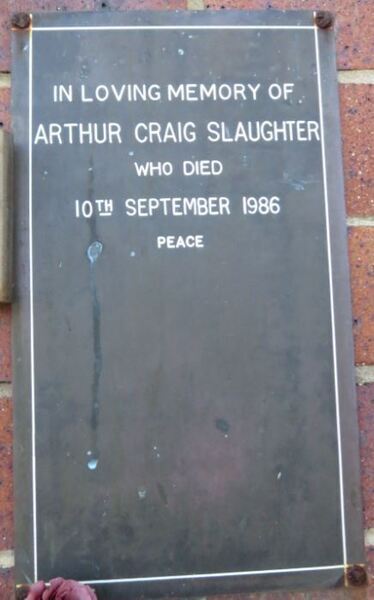 IN LOVING MEMORY OF
ARTHUR CRAIG SLAUGHTER
WHO DIED
10TH SEPTEMBER 1986
PEACE